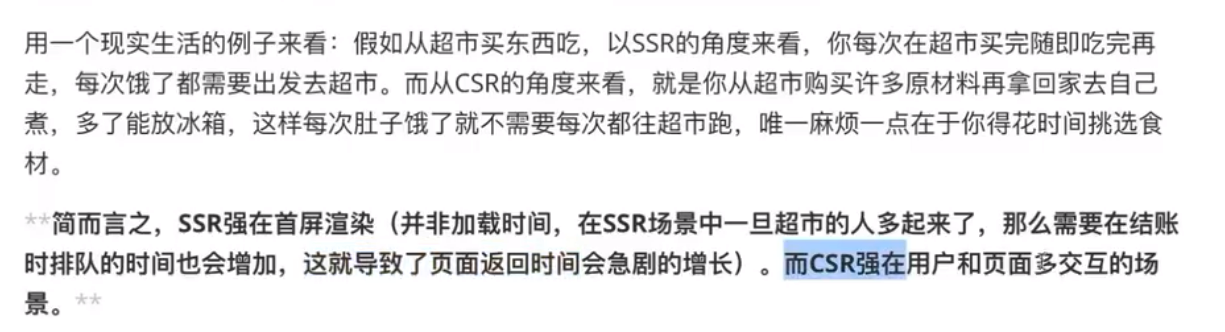 用一个现实生活的例子来看：假如从超市买东西吃，以SSR的角度来看，你每次在超市买完随即吃完再
走，每次饿了都需要出发去超市。而从CSR的角度来看，就是你从超市购买许多原材料再拿回家去自己
煮，多了能放冰箱，这样每次肚子饿了就不需要每次都往超市跑，唯一麻烦一点在于你得花时间挑选食
材。
**简而言之，SSR强在首屏渲染（并非加载时间，在SSR场景中一旦超市的人多起来了，那么需要在结账
时排队的时间也会增加，这就导致了页面返回时间会急剧的增长）。而CSR强在用户和页面多交互的场
景。**